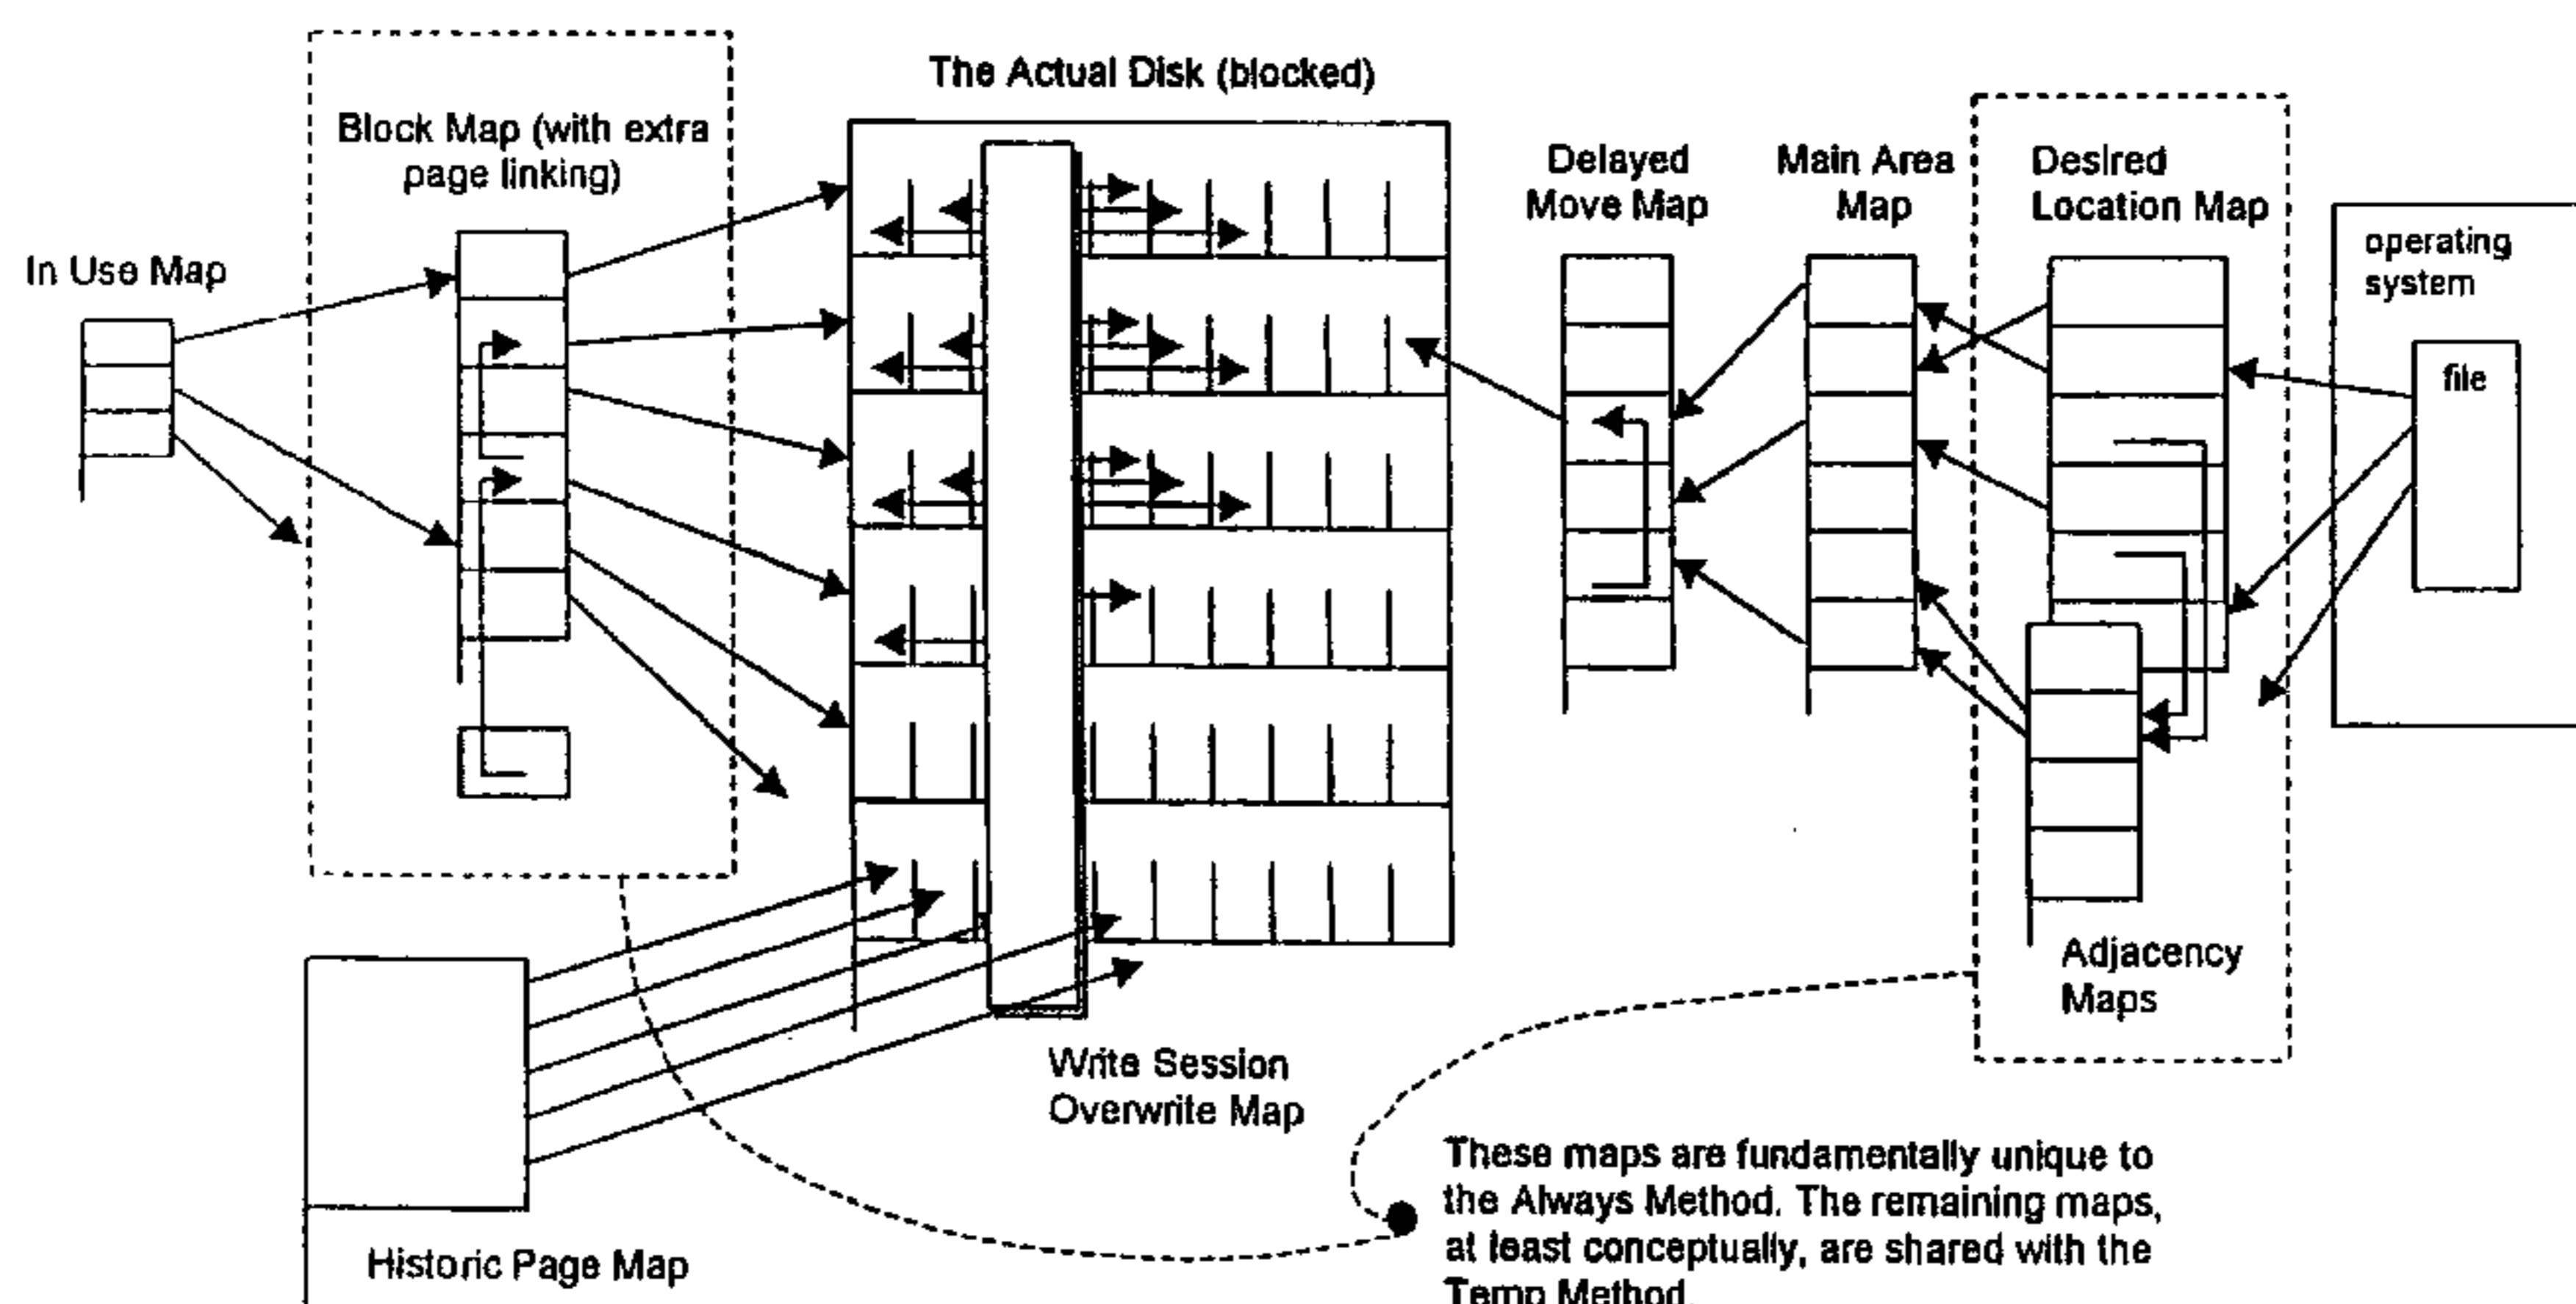 The Actual Disk (blocked)
Block Map (with extra
page linking)
In Use Map
Delayed
Move Map
Main Area
Map
Desired
Location Map
operating
system
file
Adjacency
Maps
Write Session
Overwrite Map
Historic Page Map
These maps are fundamentally unique to
the Always Method. The remaining maps,
at least conceptually, are shared with the
Temp Method.